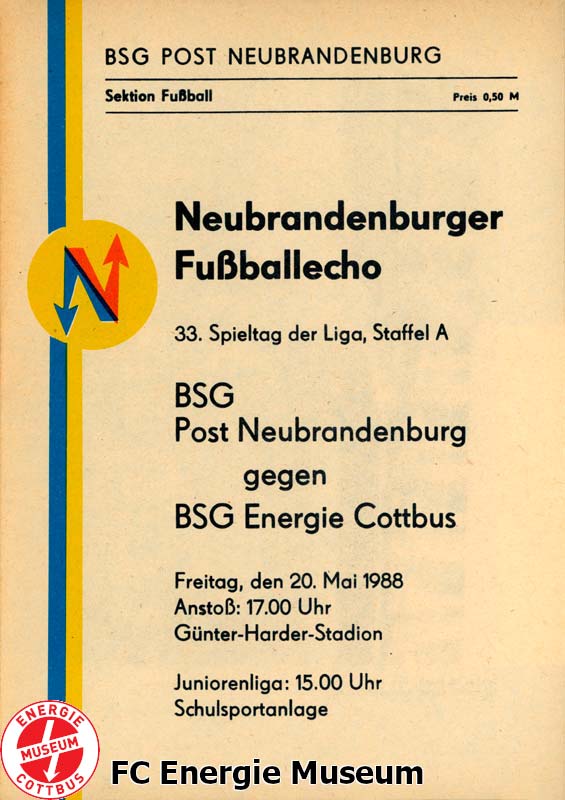 BSG POST NEUBRANDENBURG
Sektion Fußball
Preis 0,50 M
Neubrandenburger
Fußballecho
33. Spieltag der Liga, Staffel A
BSG
Post Neubrandenburg
gegen
BSG Energie Cottbus
Freitag, den 20. Mai 1988
Anstoß: 17.00 Uhr
Günter-Harder-Stadion
Juniorenliga: 15.00 Uhr
Schulsportanlage
ENERGIE
MUSEUM
COTTBUS
FC Energie Museum